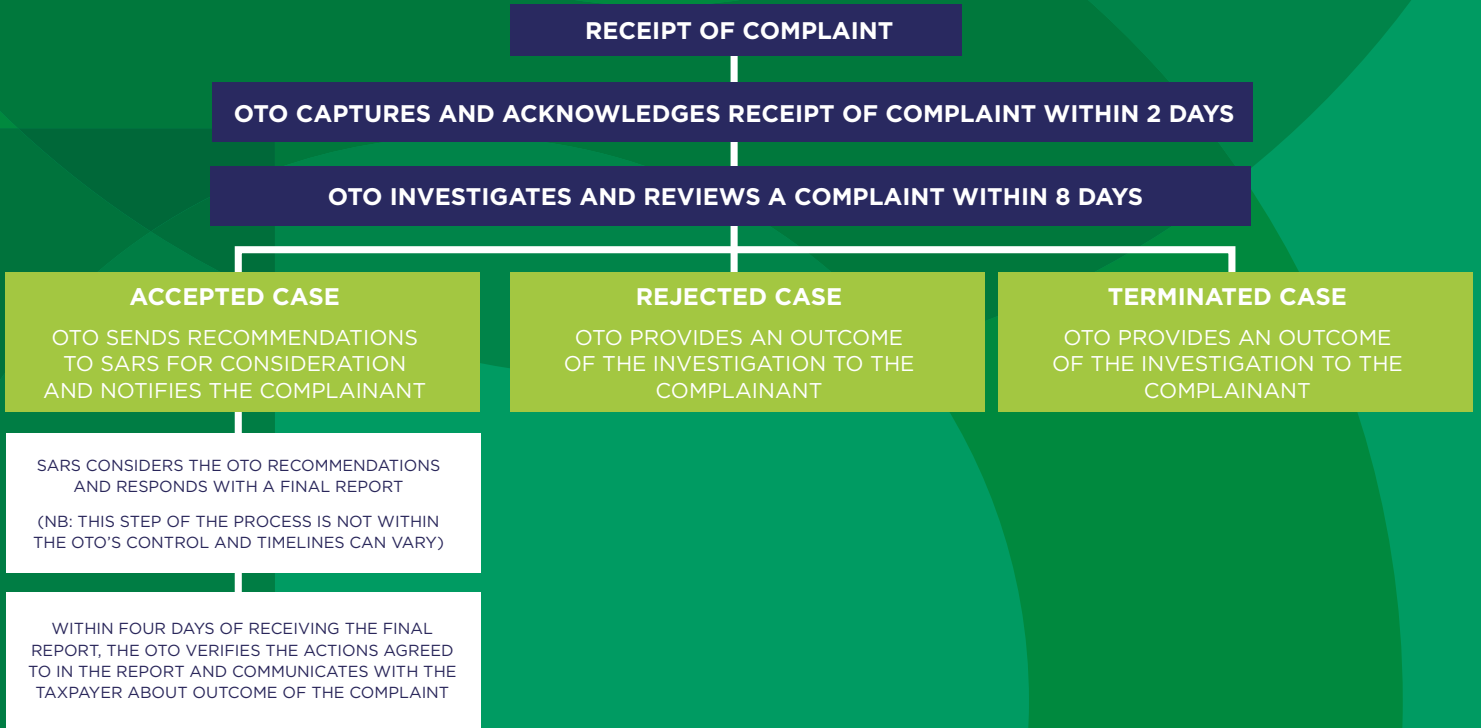 RECEIPT OF COMPLAINT
OTO CAPTURES AND ACKNOWLEDGES RECEIPT OF COMPLAINT WITHIN 2 DAYS
OTO INVESTIGATES AND REVIEWS A COMPLAINT WITHIN 8 DAYS
ACCEPTED CASE
OTO SENDS RECOMMENDATIONS
TO SARS FOR CONSIDERATION
AND NOTIFIES THE COMPLAINANT
REJECTED CASE
OTO PROVIDES AN OUTCOME
OF THE INVESTIGATION TO THE
COMPLAINANT
TERMINATED CASE
OTO PROVIDES AN OUTCOME
OF THE INVESTIGATION TO THE
COMPLAINANT
SARS CONSIDERS THE OTO RECOMMENDATIONS
AND RESPONDS WITH A FINAL REPORT
(NB: THIS STEP OF THE PROCESS IS NOT WITHIN
THE OTO’S CONTROL AND TIMELINES CAN VARY)
WITHIN FOUR DAYS OF RECEIVING THE FINAL
REPORT, THE OTO VERIFIES THE ACTIONS AGREED
TO IN THE REPORT AND COMMUNICATES WITH THE
TAXPAYER ABOUT OUTCOME OF THE COMPLAINT